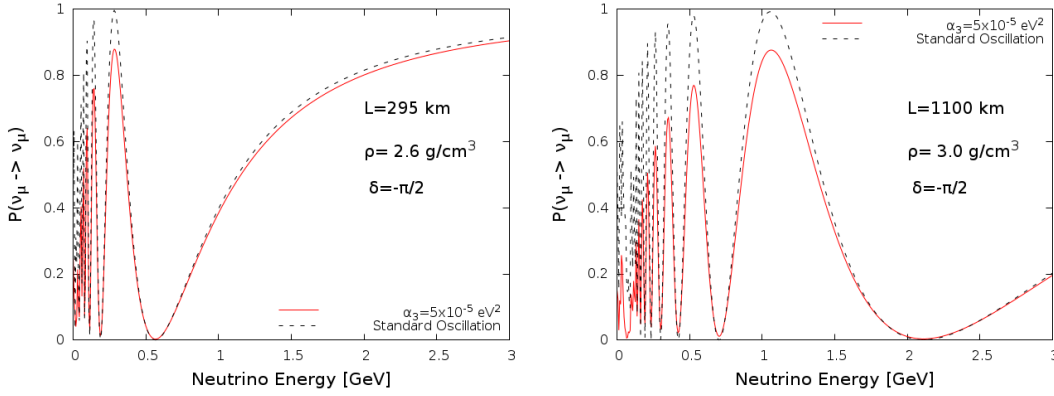 P(νμ -> νμ)
1
0.8
0.6
0.4
0.2
0
L=295 km
ρ= 2.6 g/cm³
δ=-π/2
α₃=5x10⁻⁵ eV²
Standard Oscillation
0 0.5 1 1.5 2 2.5 3
Neutrino Energy [GeV]
P(νμ -> νμ)
1
0.8
0.6
0.4
0.2
0
α₃=5x10⁻⁵ eV²
Standard Oscillation
L=1100 km
ρ= 3.0 g/cm³
δ=-π/2
0 0.5 1 1.5 2 2.5 3
Neutrino Energy [GeV]